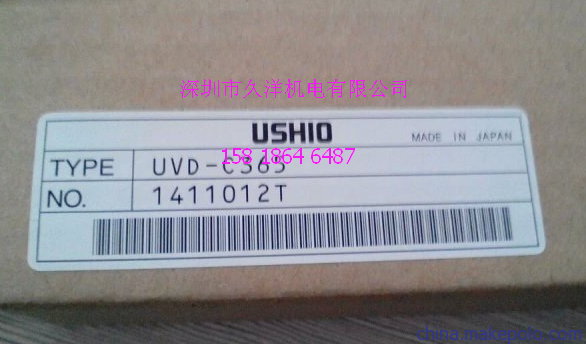 深圳市久洋机电有限公司
USHIO
MADE IN JAPAN
158 1864 6487
TYPE UVD-C365
NO. 1411012T